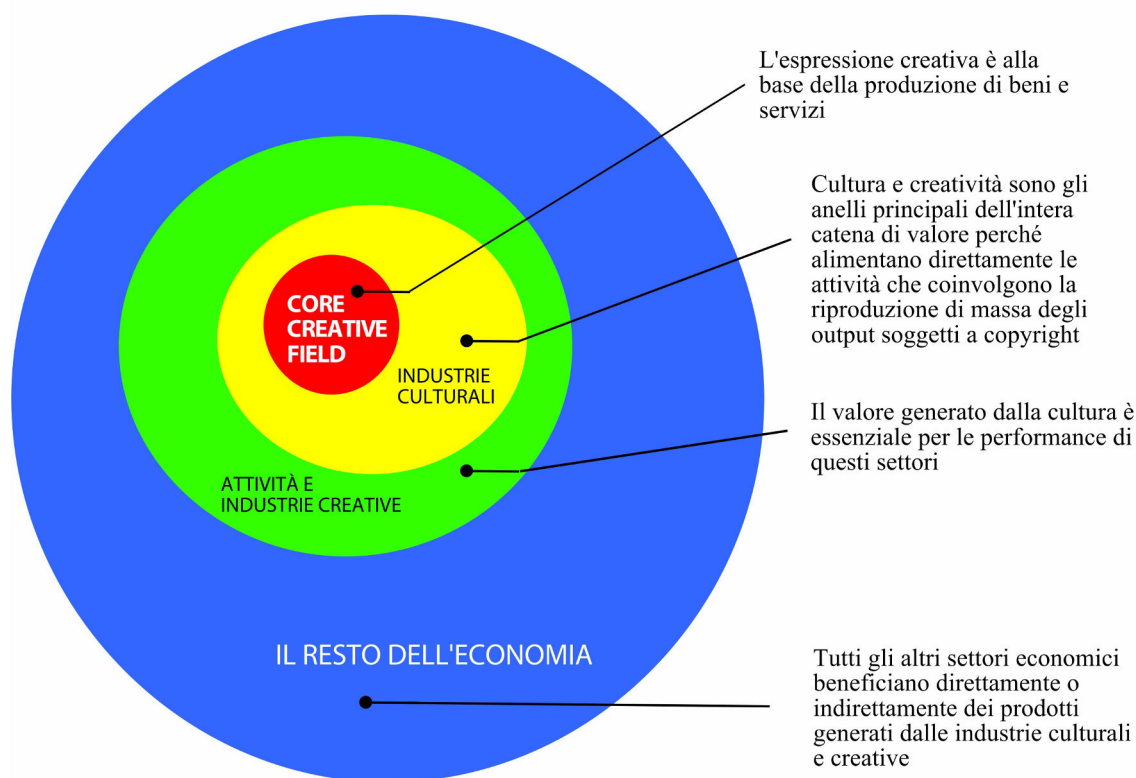 L'espressione creativa è alla
base della produzione di beni e
servizi
Cultura e creatività sono gli
anelli principali dell'intera
catena di valore perché
alimentano direttamente le
attività che coinvolgono la
riproduzione di massa degli
output soggetti a copyright
CORE
CREATIVE
FIELD
INDUSTRIE
CULTURALI
Il valore generato dalla cultura è
essenziale per le performance di
questi settori
ATTIVITÀ E
INDUSTRIE CREATIVE
IL RESTO DELL'ECONOMIA
Tutti gli altri settori economici
beneficiano direttamente o
indirettamente dei prodotti
generati dalle industrie culturali
e creative